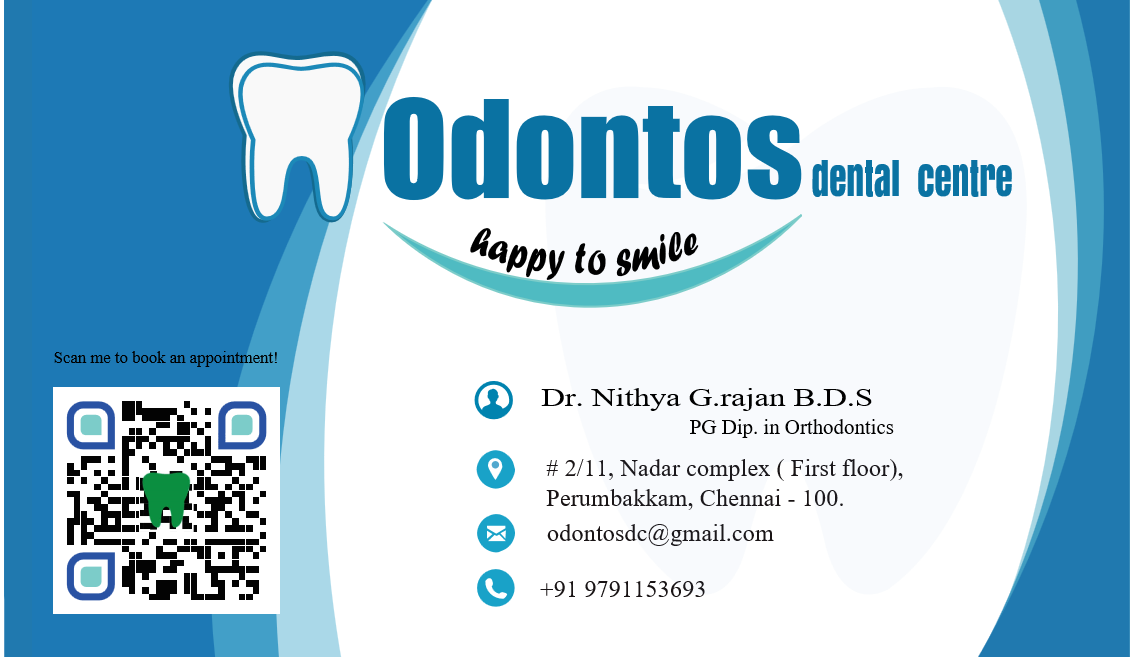 Odontos dental centre
happy to smile
Scan me to book an appointment!
Dr. Nithya G.rajan B.D.S
PG Dip. in Orthodontics
# 2/11, Nadar complex ( First floor),
Perumbakkam, Chennai - 100.
odontosdc@gmail.com
+91 9791153693